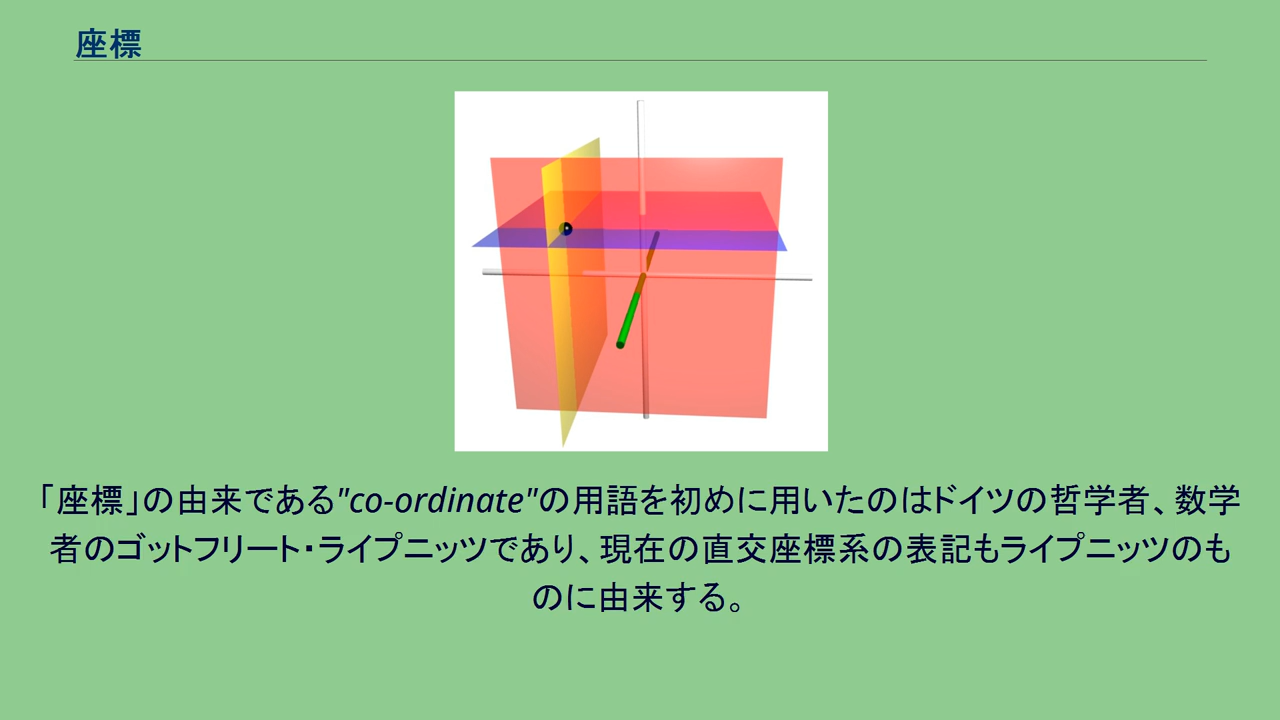 座標
「座標」の由来である"co-ordinate"の用語を初めに用いたのはドイツの哲学者、数学
者のゴットフリート・ライプニッツであり、現在の直交座標系の表記もライプニッツのも
のに由来する。